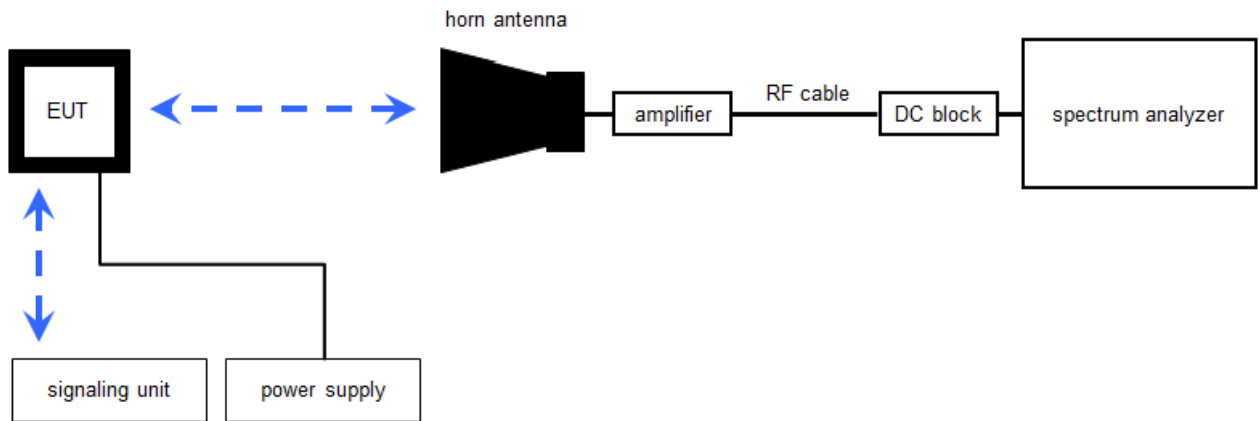 horn antenna
EUT
amplifier
RF cable
DC block
spectrum analyzer
signaling unit
power supply